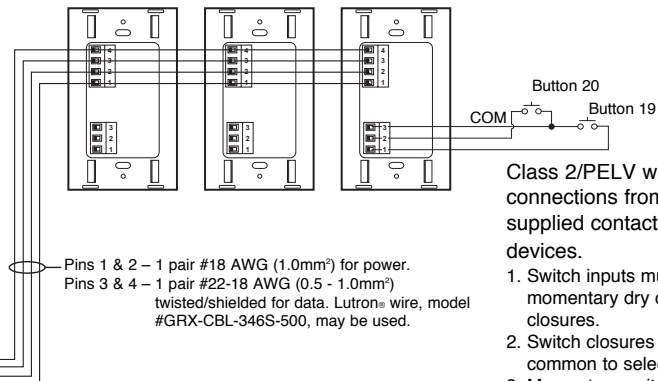 4 4 4
3 3 3
2 2 2
1 1 1
Button 20
COM
Button 19
3 3 3
2 2 2
1 1 1
Pins 1 & 2 – 1 pair #18 AWG (1.0mm²) for power.
Pins 3 & 4 – 1 pair #22-18 AWG (0.5 - 1.0mm²)
twisted/shielded for data. Lutron® wire, model
#GRX-CBL-346S-500, may be used.
Class 2/PELV w
connections from
supplied contact
devices.
1. Switch inputs mu
momentary dry c
closures.
2. Switch closures
common to selec